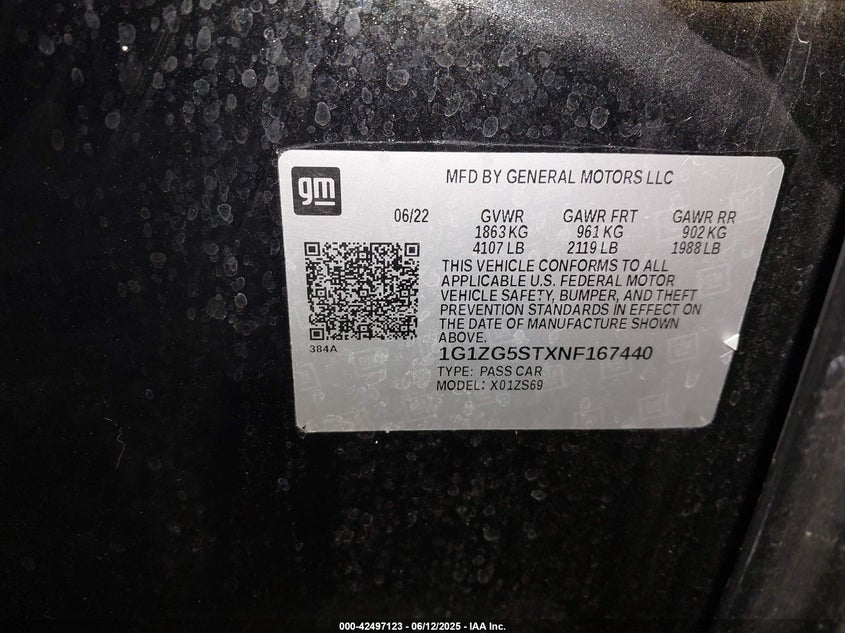 gm
MFD BY GENERAL MOTORS LLC
06/22 GVWR GAWR FRT GAWR RR
1863 KG 961 KG 902 KG
4107 LB 2119 LB 1988 LB
THIS VEHICLE CONFORMS TO ALL
APPLICABLE U.S. FEDERAL MOTOR
VEHICLE SAFETY, BUMPER, AND THEFT
PREVENTION STANDARDS IN EFFECT ON
THE DATE OF MANUFACTURE SHOWN
ABOVE.
384A
1G1ZG5STXNF167440
TYPE: PASS CAR
MODEL: X01ZS69
000-42497123 - 06/12/2025 - IAA Inc.